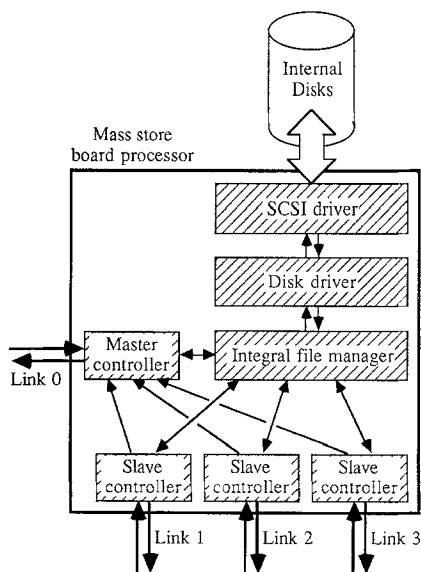 Internal
Disks
Mass store
board processor
SCSI driver
Disk driver
Master
controller
Integral file manager
Link 0
Slave
controller
Slave
controller
Slave
controller
Link 1
Link 2
Link 3